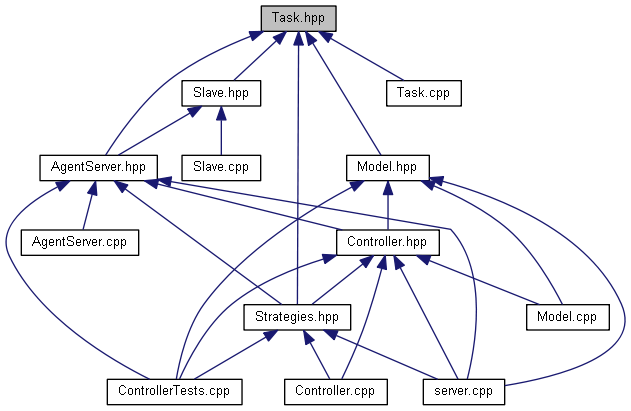 Task.hpp
Slave.hpp
Task.cpp
AgentServer.hpp
Slave.cpp
Model.hpp
AgentServer.cpp
Controller.hpp
Strategies.hpp
Model.cpp
ControllerTests.cpp
Controller.cpp
server.cpp